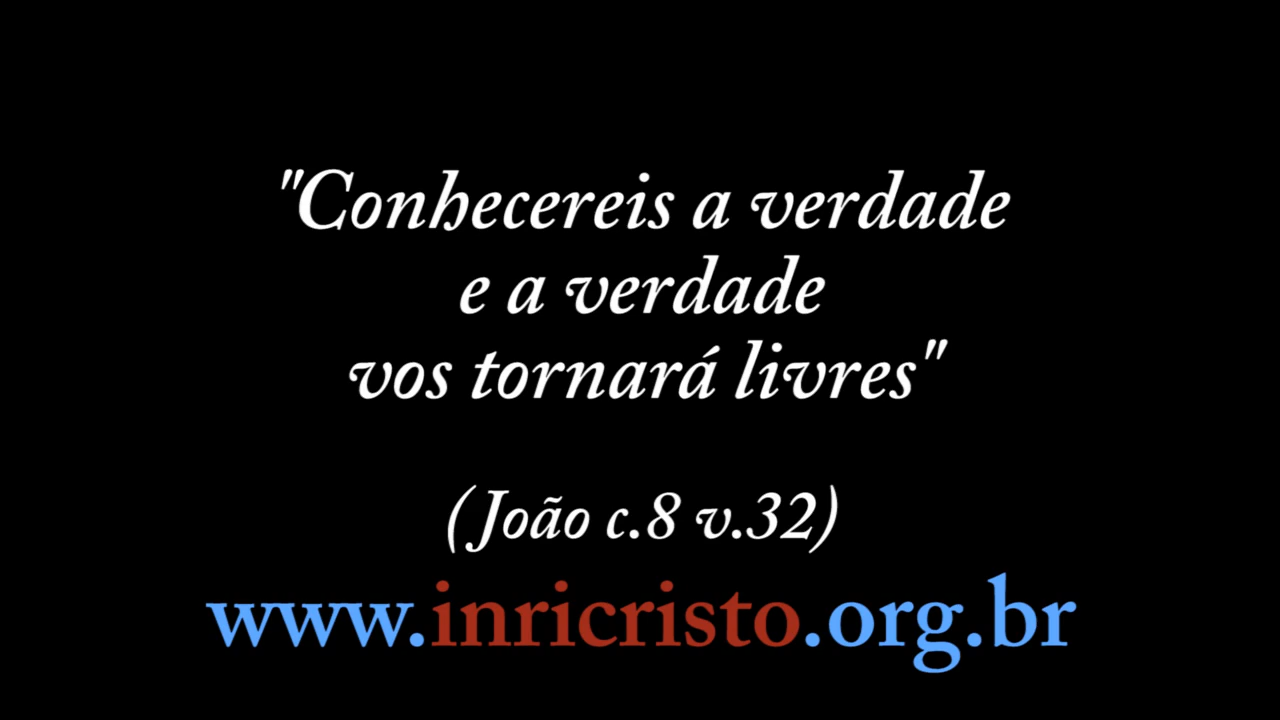 "Conhecereis a verdade
e a verdade
vos tornará livres"
(João c.8 v.32)
www.inricristo.org.br